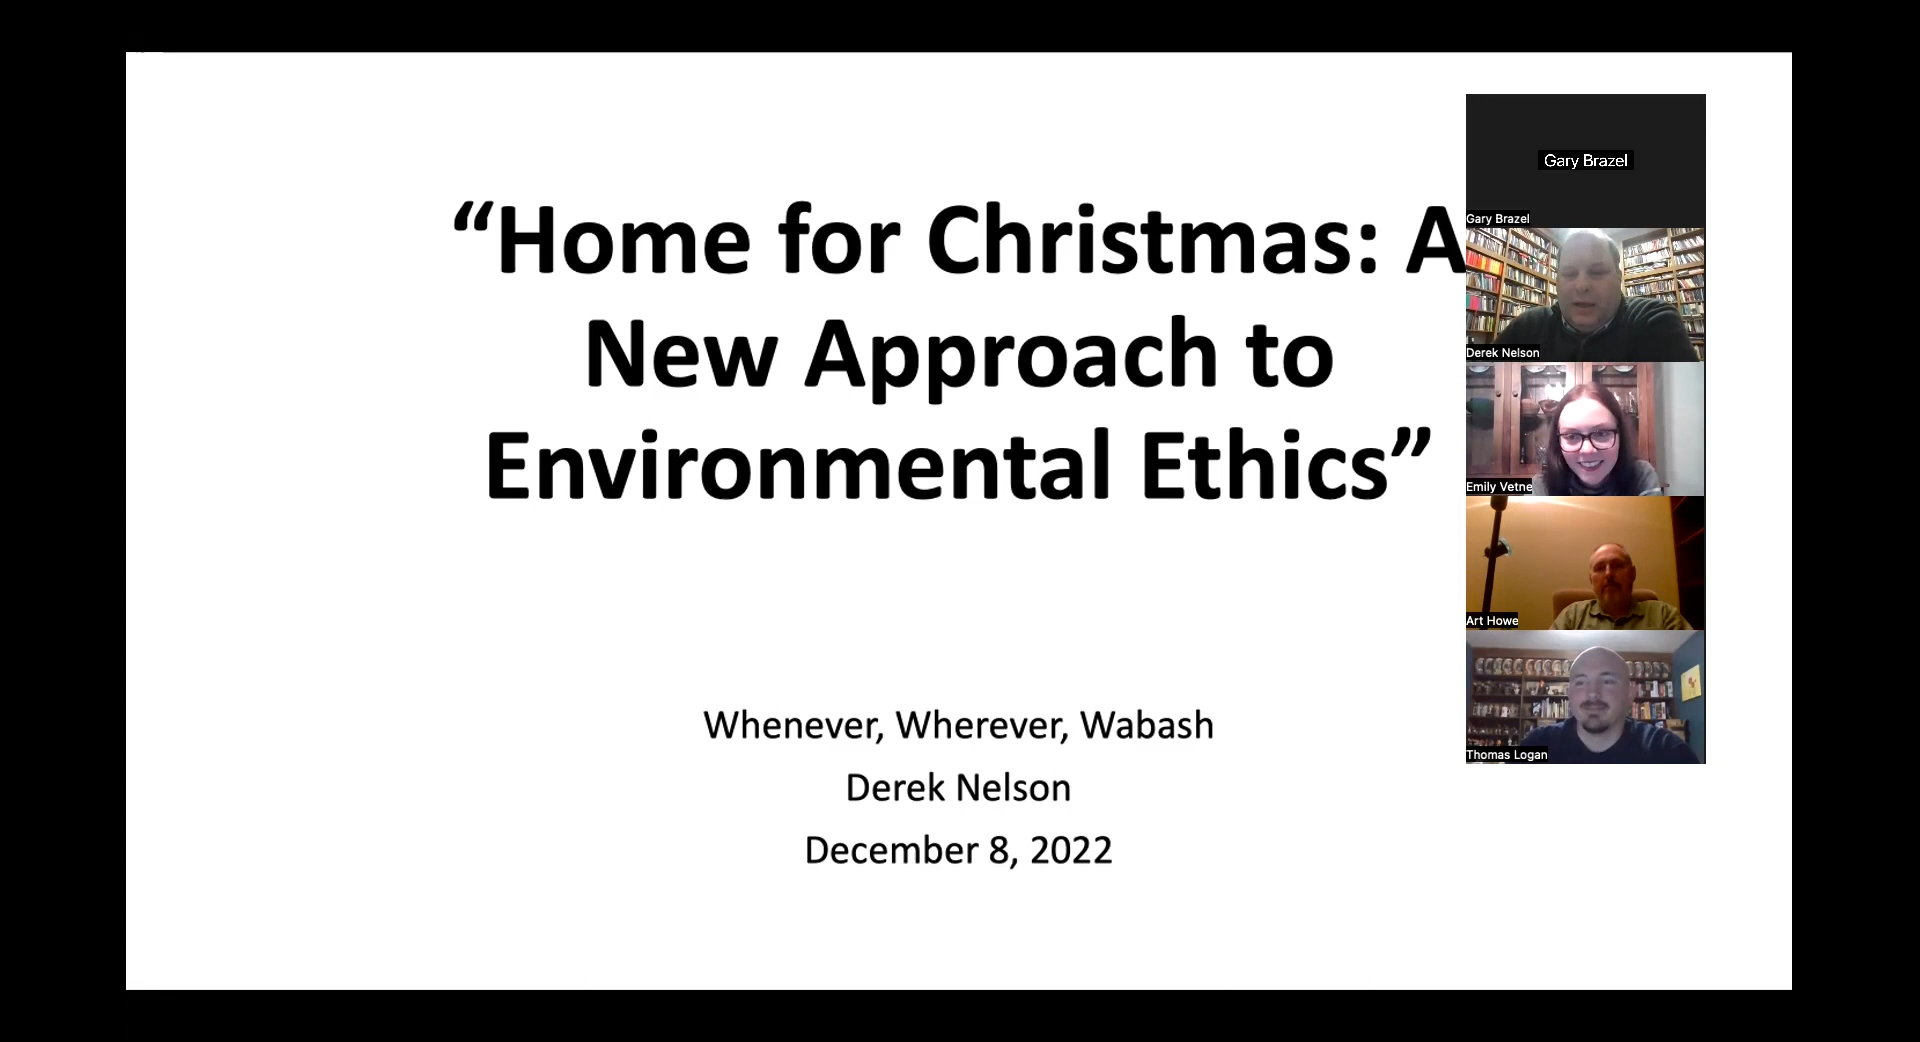 “Home for Christmas: A
New Approach to
Environmental Ethics”
Whenever, Wherever, Wabash
Derek Nelson
December 8, 2022
Gary Brazel
Gary Brazel
Derek Nelson
Emily Vetne
Art Howe
Thomas Logan